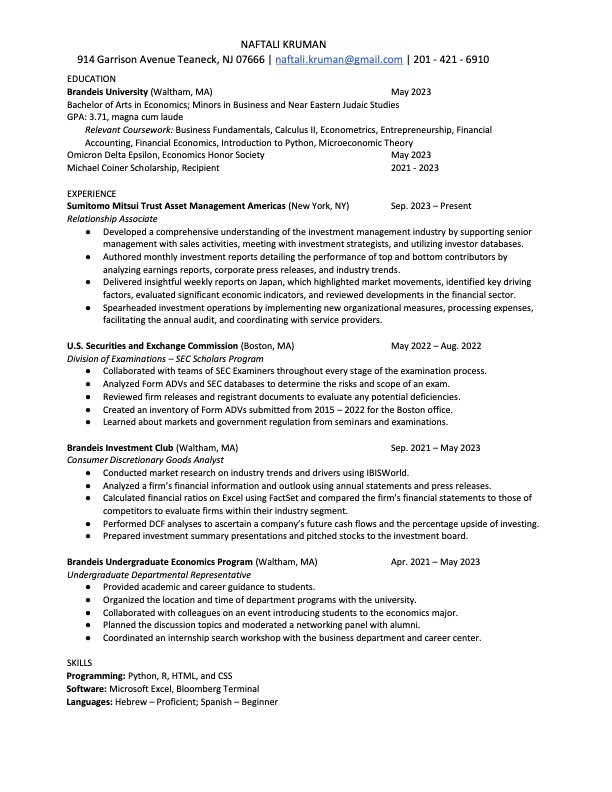 NAFTALI KRUMAN
914 Garrison Avenue Teaneck, NJ 07666 | naftali.kruman@gmail.com | 201 - 421 - 6910
EDUCATION
Brandeis University (Waltham, MA) May 2023
Bachelor of Arts in Economics; Minors in Business and Near Eastern Judaic Studies
GPA: 3.71, magna cum laude
Relevant Coursework: Business Fundamentals, Calculus II, Econometrics, Entrepreneurship, Financial
Accounting, Financial Economics, Introduction to Python, Microeconomic Theory
Omicron Delta Epsilon, Economics Honor Society May 2023
Michael Coiner Scholarship, Recipient 2021 - 2023
EXPERIENCE
Sumitomo Mitsui Trust Asset Management Americas (New York, NY) Sep. 2023 – Present
Relationship Associate
● Developed a comprehensive understanding of the investment management industry by supporting senior
management with sales activities, meeting with investment strategists, and utilizing investor databases.
● Authored monthly investment reports detailing the performance of top and bottom contributors by
analyzing earnings reports, corporate press releases, and industry trends.
● Delivered insightful weekly reports on Japan, which highlighted market movements, identified key driving
factors, evaluated significant economic indicators, and reviewed developments in the financial sector.
● Spearheaded investment operations by implementing new organizational measures, processing expenses,
facilitating the annual audit, and coordinating with service providers.
U.S. Securities and Exchange Commission (Boston, MA) May 2022 – Aug. 2022
Division of Examinations – SEC Scholars Program
● Collaborated with teams of SEC Examiners throughout every stage of the examination process.
● Analyzed Form ADVs and SEC databases to determine the risks and scope of an exam.
● Reviewed firm releases and registrant documents to evaluate any potential deficiencies.
● Created an inventory of Form ADVs submitted from 2015 – 2022 for the Boston office.
● Learned about markets and government regulation from seminars and examinations.
Brandeis Investment Club (Waltham, MA) Sep. 2021 – May 2023
Consumer Discretionary Goods Analyst
● Conducted market research on industry trends and drivers using IBISWorld.
● Analyzed a firm's financial information and outlook using annual statements and press releases.
● Calculated financial ratios on Excel using FactSet and compared the firm's financial statements to those of
competitors to evaluate firms within their industry segment.
● Performed DCF analyses to ascertain a company's future cash flows and the percentage upside of investing.
● Prepared investment summary presentations and pitched stocks to the investment board.
Brandeis Undergraduate Economics Program (Waltham, MA) Apr. 2021 – May 2023
Undergraduate Departmental Representative
● Provided academic and career guidance to students.
● Organized the location and time of department programs with the university.
● Collaborated with colleagues on an event introducing students to the economics major.
● Planned the discussion topics and moderated a networking panel with alumni.
● Coordinated an internship search workshop with the business department and career center.
SKILLS
Programming: Python, R, HTML, and CSS
Software: Microsoft Excel, Bloomberg Terminal
Languages: Hebrew – Proficient; Spanish – Beginner